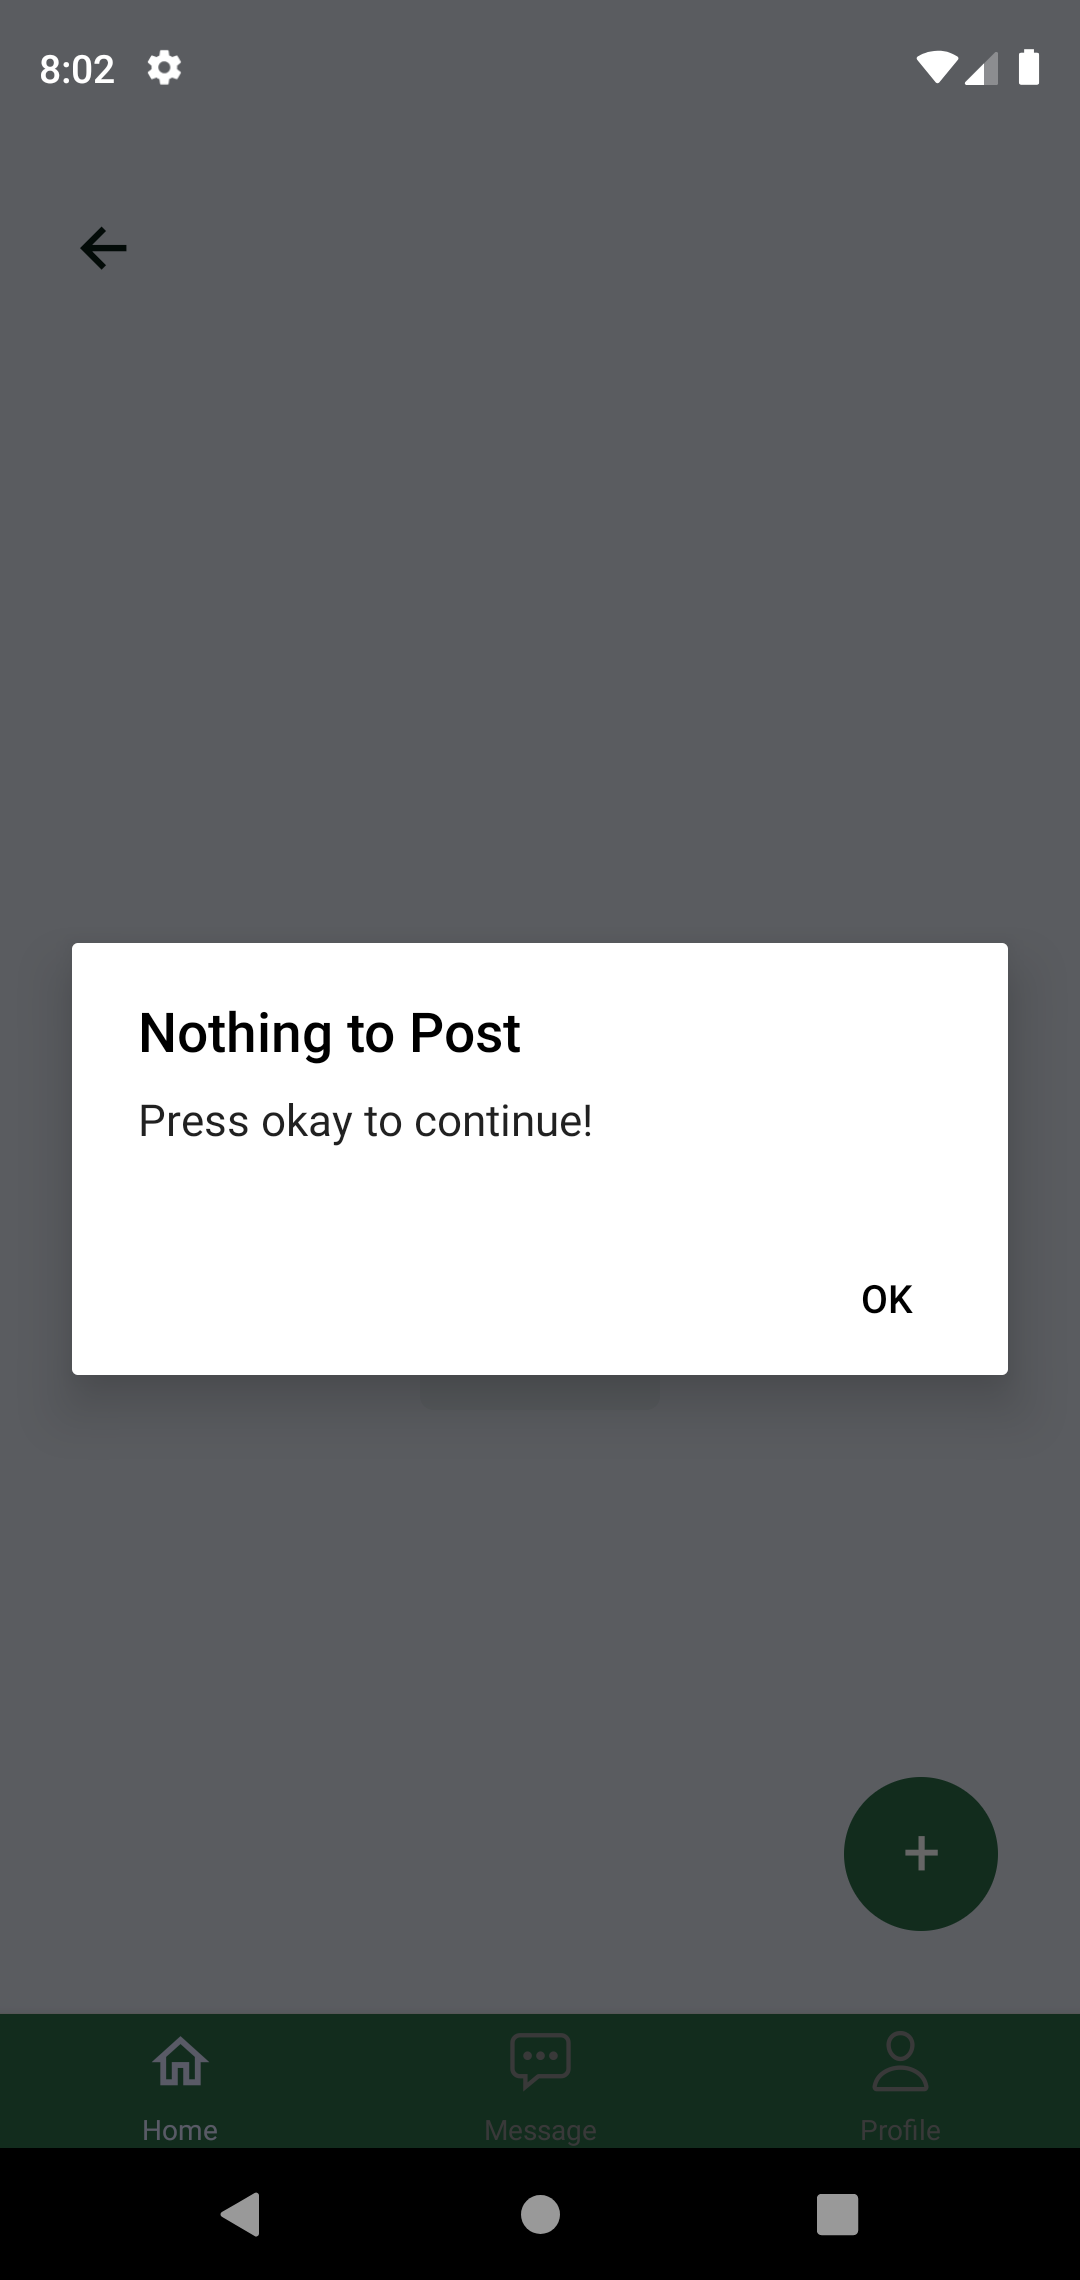 8:02
Nothing to Post
Press okay to continue!
OK
+
Home
Message
Profile